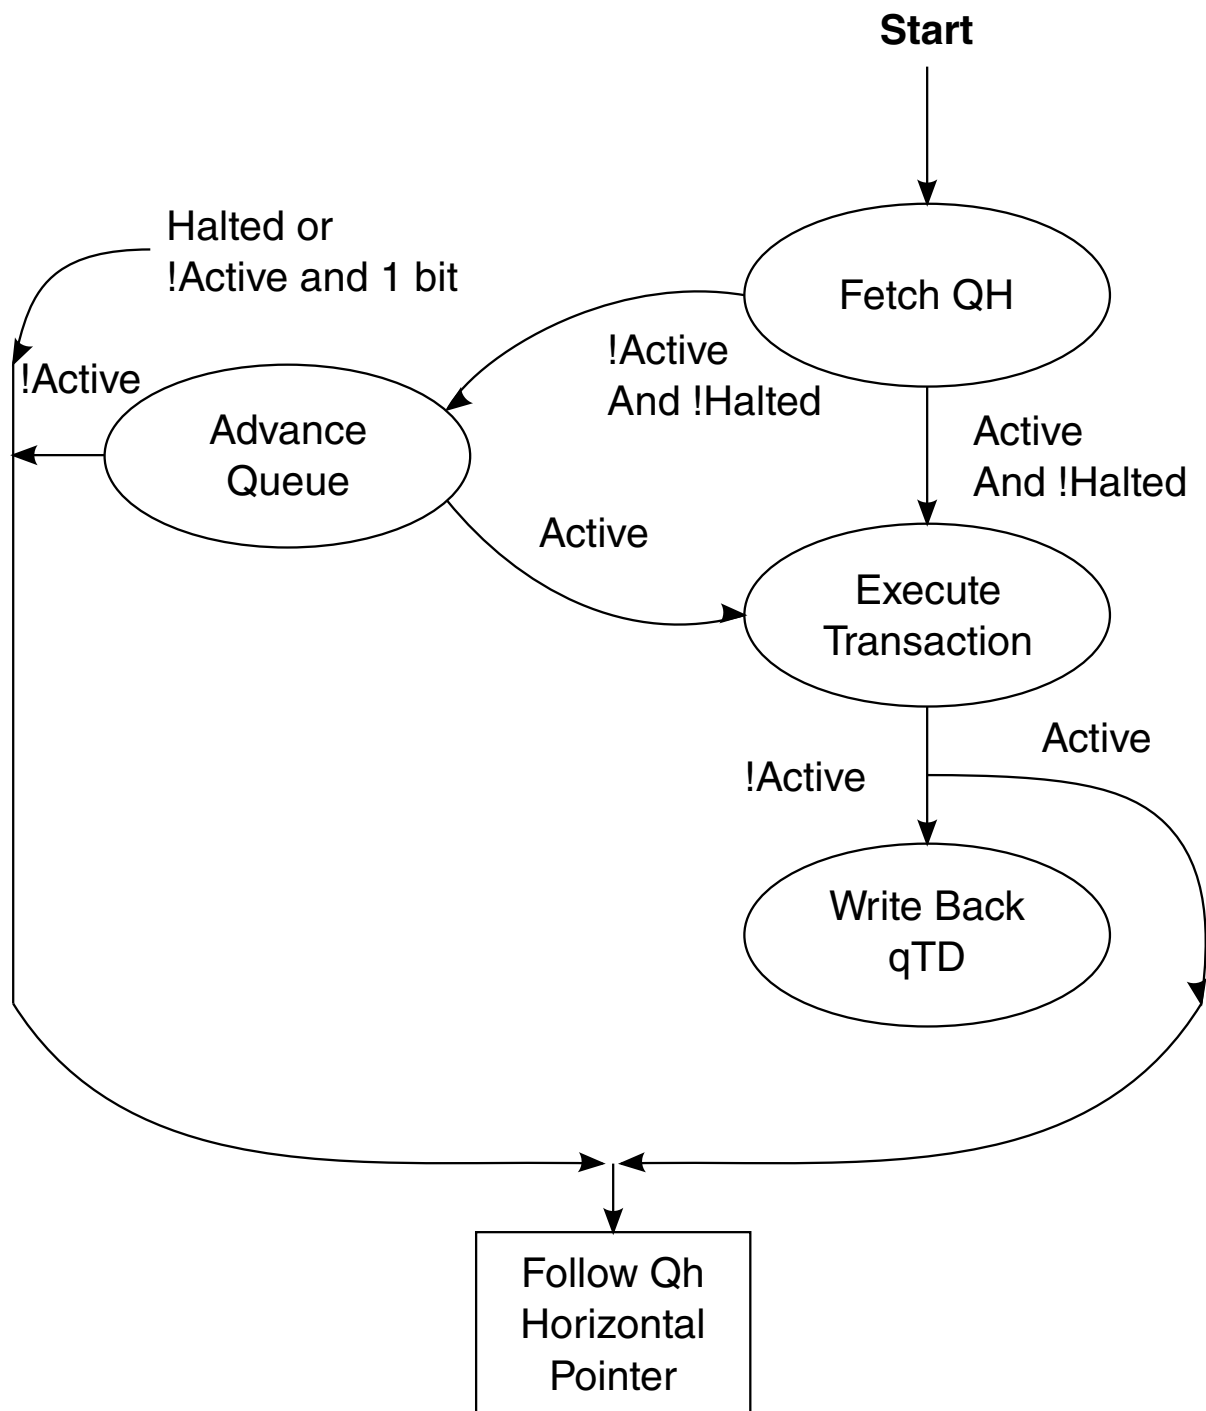 Start
Halted or
!Active and 1 bit
Fetch QH
!Active
And !Halted
!Active
Advance
Queue
Active
And !Halted
Active
Execute
Transaction
Active
!Active
Write Back
qTD
Follow Qh
Horizontal
Pointer